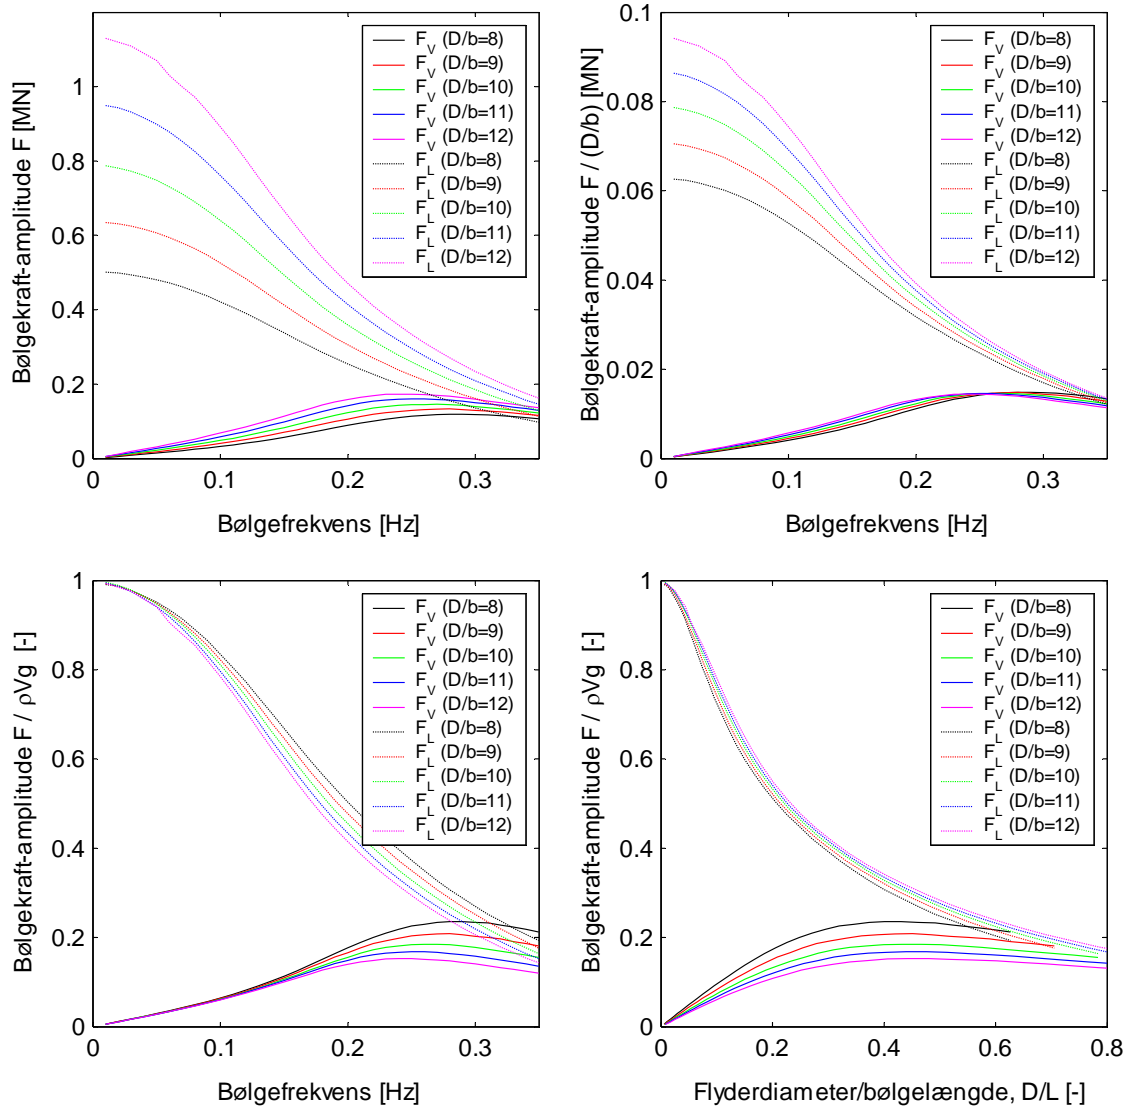 Bølgekraft-amplitude F [MN]
1
0.8
0.6
0.4
0.2
0
0 0.1 0.2 0.3
Bølgefrekvens [Hz]
F_V (D/b=8)
F_V (D/b=9)
F_V (D/b=10)
F_V (D/b=11)
F_V (D/b=12)
F_L (D/b=8)
F_L (D/b=9)
F_L (D/b=10)
F_L (D/b=11)
F_L (D/b=12)
Bølgekraft-amplitude F / (D/b) [MN]
0.1
0.08
0.06
0.04
0.02
0
0 0.1 0.2 0.3
Bølgefrekvens [Hz]
F_V (D/b=8)
F_V (D/b=9)
F_V (D/b=10)
F_V (D/b=11)
F_V (D/b=12)
F_L (D/b=8)
F_L (D/b=9)
F_L (D/b=10)
F_L (D/b=11)
F_L (D/b=12)
Bølgekraft-amplitude F / ρVg [-]
1
0.8
0.6
0.4
0.2
0
0 0.1 0.2 0.3
Bølgefrekvens [Hz]
F_V (D/b=8)
F_V (D/b=9)
F_V (D/b=10)
F_V (D/b=11)
F_V (D/b=12)
F_L (D/b=8)
F_L (D/b=9)
F_L (D/b=10)
F_L (D/b=11)
F_L (D/b=12)
Bølgekraft-amplitude F / ρVg [-]
1
0.8
0.6
0.4
0.2
0
0 0.2 0.4 0.6 0.8
Flyderdiameter/bølgelængde, D/L [-]
F_V (D/b=8)
F_V (D/b=9)
F_V (D/b=10)
F_V (D/b=11)
F_V (D/b=12)
F_L (D/b=8)
F_L (D/b=9)
F_L (D/b=10)
F_L (D/b=11)
F_L (D/b=12)